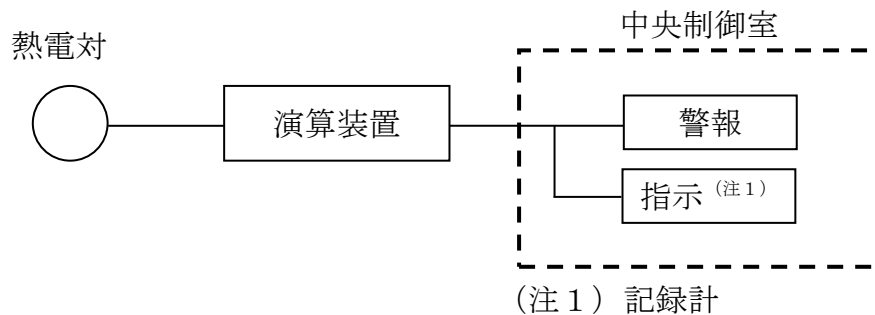 中央制御室
熱電対
演算装置
警報
指示（注１）
（注１）記録計